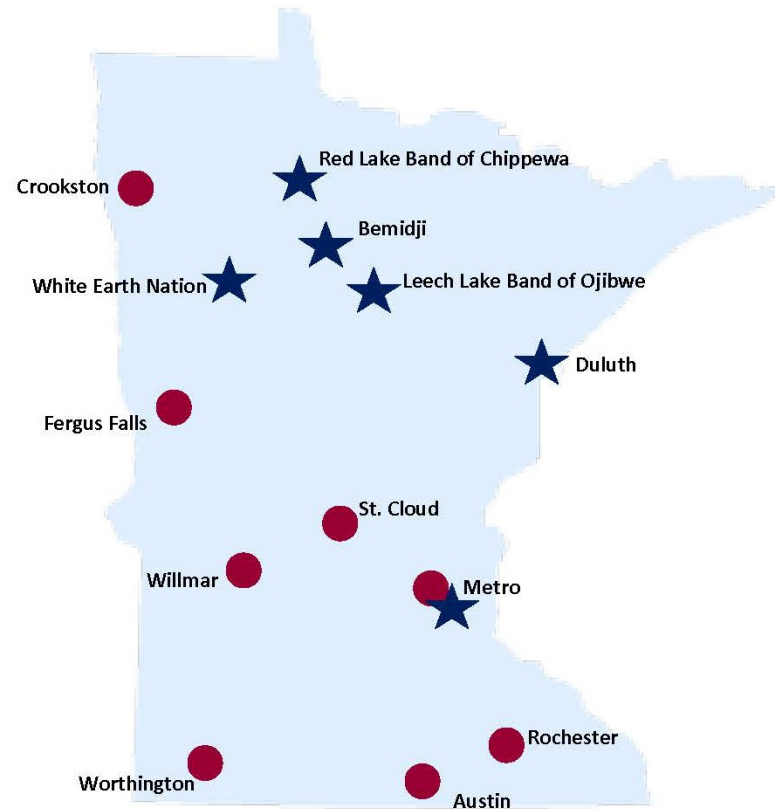 Red Lake Band of Chippewa
Crookston
Bemidji
White Earth Nation
Leech Lake Band of Ojibwe
Duluth
Fergus Falls
St. Cloud
Willmar
Metro
Rochester
Worthington
Austin